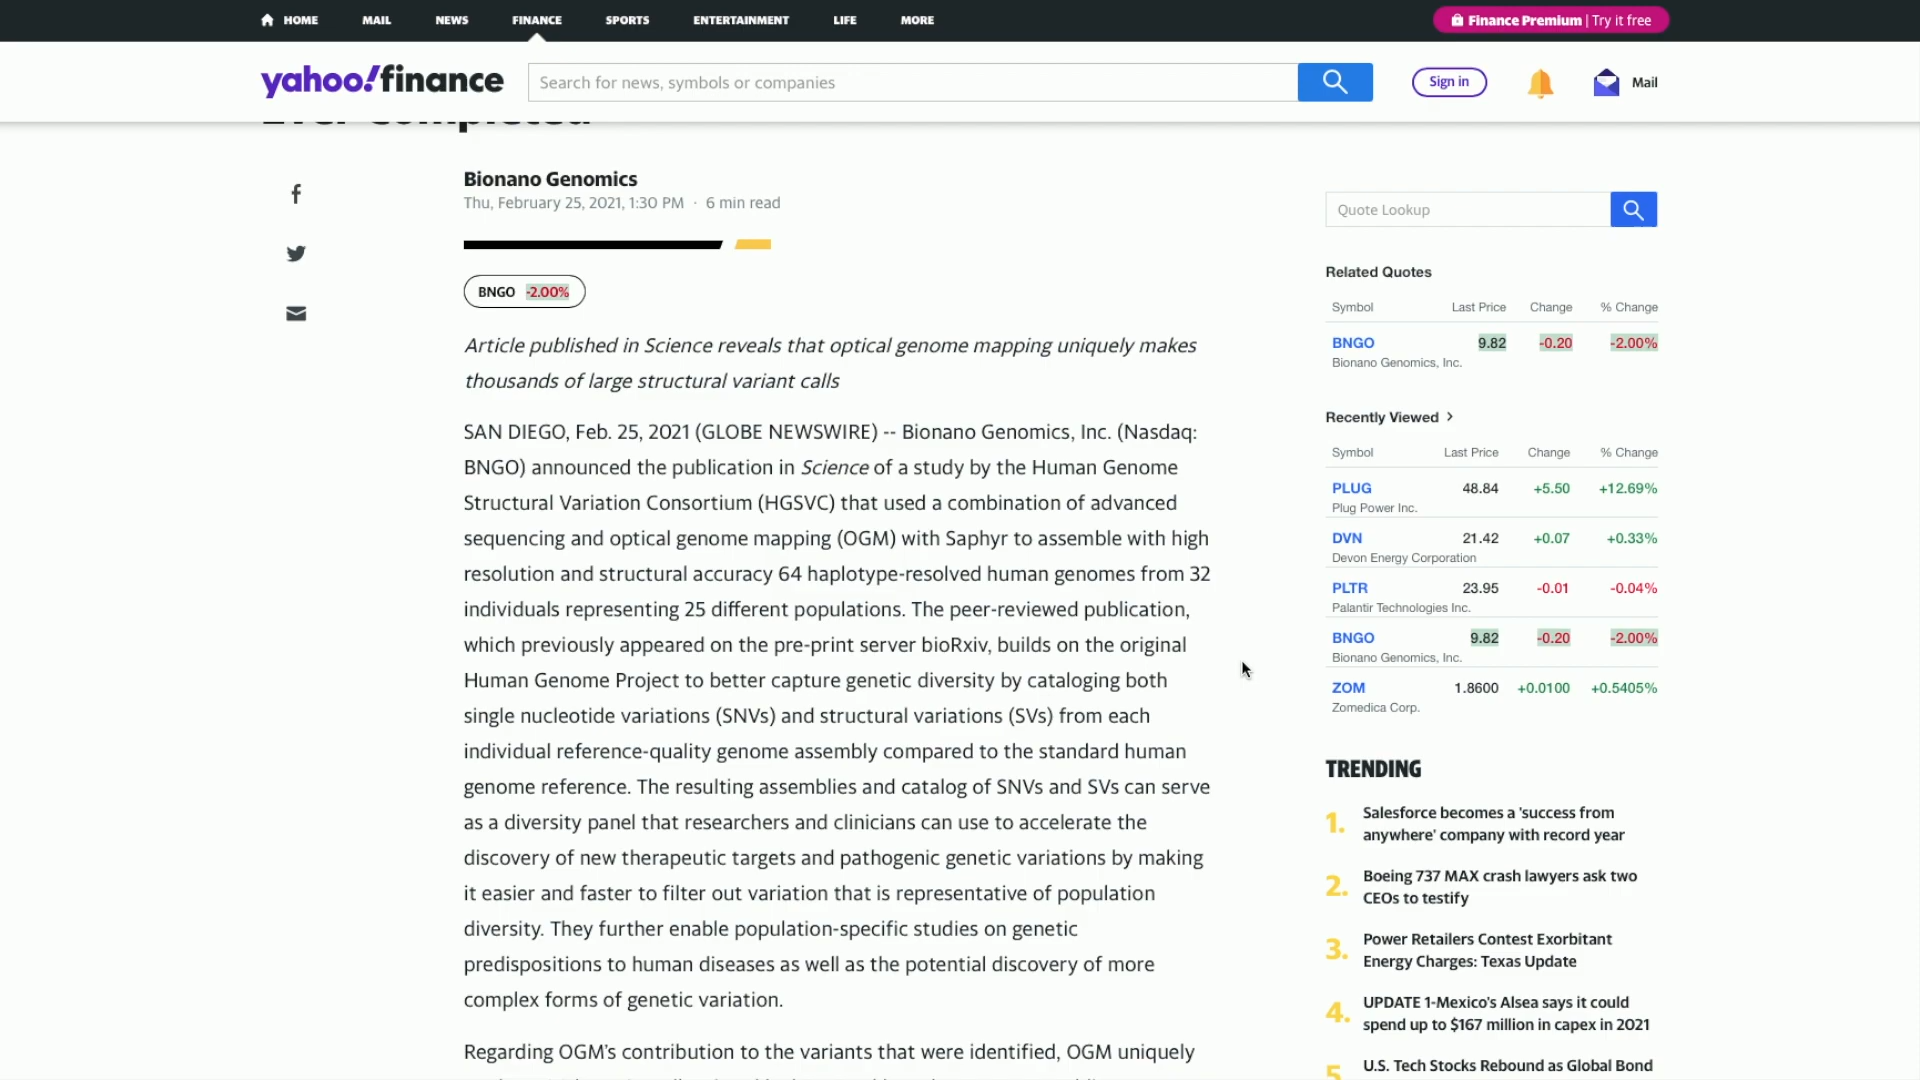 HOME MAIL NEWS FINANCE SPORTS ENTERTAINMENT LIFE MORE
Finance Premium | Try it free
yahoo!finance
Search for news, symbols or companies
Sign in
Mail
Ever Completed
Bionano Genomics
Thu, February 25, 2021, 1:30 PM · 6 min read
BNGO -2.00%
Article published in Science reveals that optical genome mapping uniquely makes
thousands of large structural variant calls
SAN DIEGO, Feb. 25, 2021 (GLOBE NEWSWIRE) -- Bionano Genomics, Inc. (Nasdaq:
BNGO) announced the publication in Science of a study by the Human Genome
Structural Variation Consortium (HGSVC) that used a combination of advanced
sequencing and optical genome mapping (OGM) with Saphyr to assemble with high
resolution and structural accuracy 64 haplotype-resolved human genomes from 32
individuals representing 25 different populations. The peer-reviewed publication,
which previously appeared on the pre-print server bioRxiv, builds on the original
Human Genome Project to better capture genetic diversity by cataloging both
single nucleotide variations (SNVs) and structural variations (SVs) from each
individual reference-quality genome assembly compared to the standard human
genome reference. The resulting assemblies and catalog of SNVs and SVs can serve
as a diversity panel that researchers and clinicians can use to accelerate the
discovery of new therapeutic targets and pathogenic genetic variations by making
it easier and faster to filter out variation that is representative of population
diversity. They further enable population-specific studies on genetic
predispositions to human diseases as well as the potential discovery of more
complex forms of genetic variation.
Regarding OGM's contribution to the variants that were identified, OGM uniquely
Quote Lookup
Related Quotes
Symbol Last Price Change % Change
BNGO 9.82 -0.20 -2.00%
Bionano Genomics, Inc.
Recently Viewed >
Symbol Last Price Change % Change
PLUG 48.84 +5.50 +12.69%
Plug Power Inc.
DVN 21.42 +0.07 +0.33%
Devon Energy Corporation
PLTR 23.95 -0.01 -0.04%
Palantir Technologies Inc.
BNGO 9.82 -0.20 -2.00%
Bionano Genomics, Inc.
ZOM 1.8600 +0.0100 +0.5405%
Zomedica Corp.
TRENDING
1. Salesforce becomes a 'success from
anywhere' company with record year
2. Boeing 737 MAX crash lawyers ask two
CEOs to testify
3. Power Retailers Contest Exorbitant
Energy Charges: Texas Update
4. UPDATE 1-Mexico's Alsea says it could
spend up to $167 million in capex in 2021
5. U.S. Tech Stocks Rebound as Global Bond